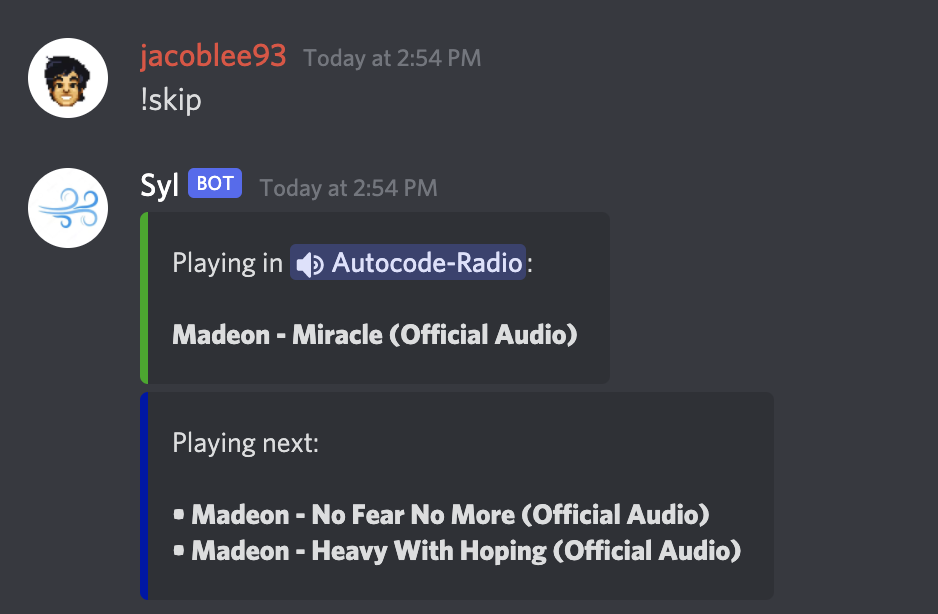 jacoblee93 Today at 2:54 PM
!skip
Syl BOT Today at 2:54 PM
Playing in Autocode-Radio:
Madeon - Miracle (Official Audio)
Playing next:
• Madeon - No Fear No More (Official Audio)
• Madeon - Heavy With Hoping (Official Audio)